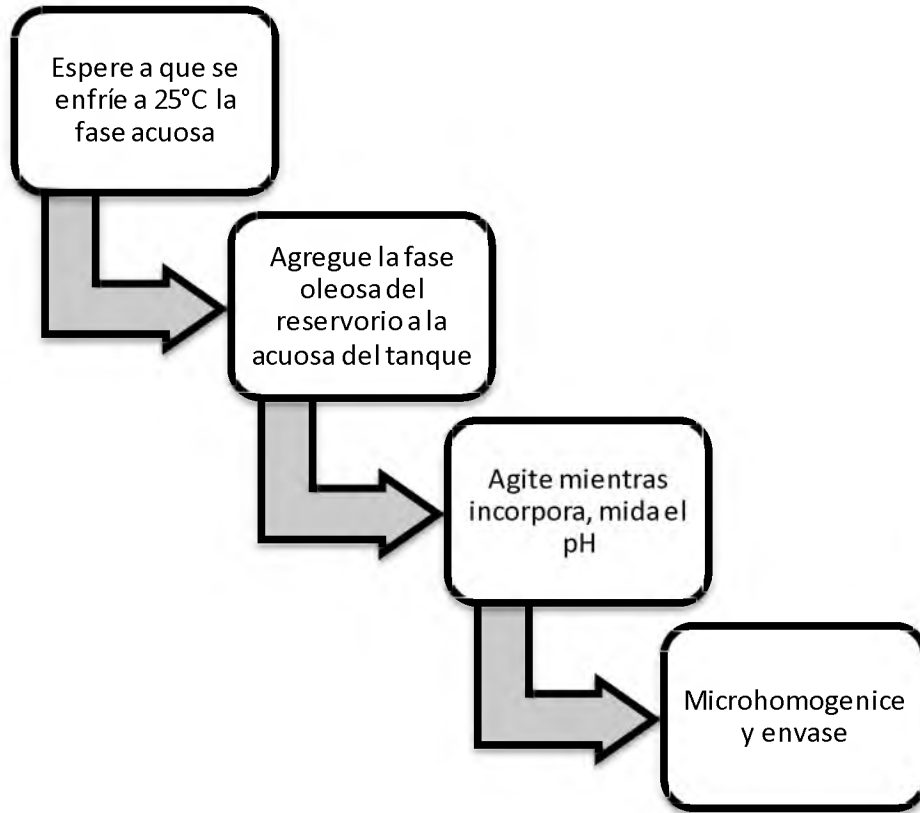 Espere a que se
enfríe a 25°C la
fase acuosa
Agregue la fase
oleosa del
reservorio a la
acuosa del tanque
Agite mientras
incorpora, mida el
pH
Microhomogenice
y envase